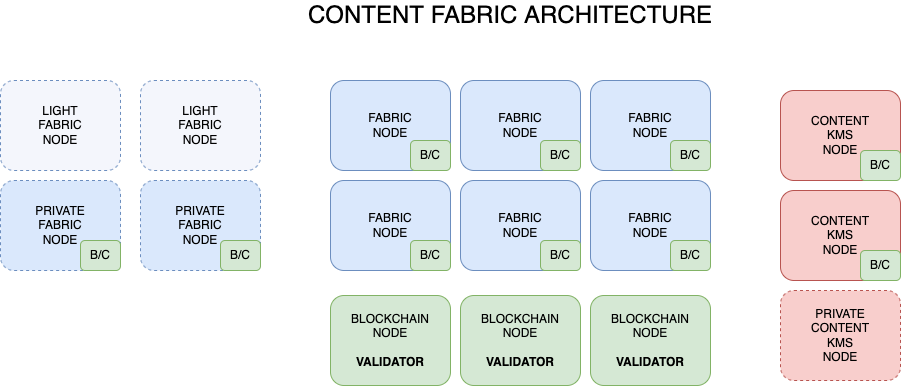 CONTENT FABRIC ARCHITECTURE
LIGHT
FABRIC
NODE
LIGHT
FABRIC
NODE
PRIVATE
FABRIC
NODE
B/C
PRIVATE
FABRIC
NODE
B/C
FABRIC
NODE
B/C
FABRIC
NODE
B/C
FABRIC
NODE
B/C
FABRIC
NODE
B/C
FABRIC
NODE
B/C
FABRIC
NODE
B/C
BLOCKCHAIN
NODE
VALIDATOR
BLOCKCHAIN
NODE
VALIDATOR
BLOCKCHAIN
NODE
VALIDATOR
CONTENT
KMS
NODE
B/C
CONTENT
KMS
NODE
B/C
PRIVATE
CONTENT
KMS
NODE